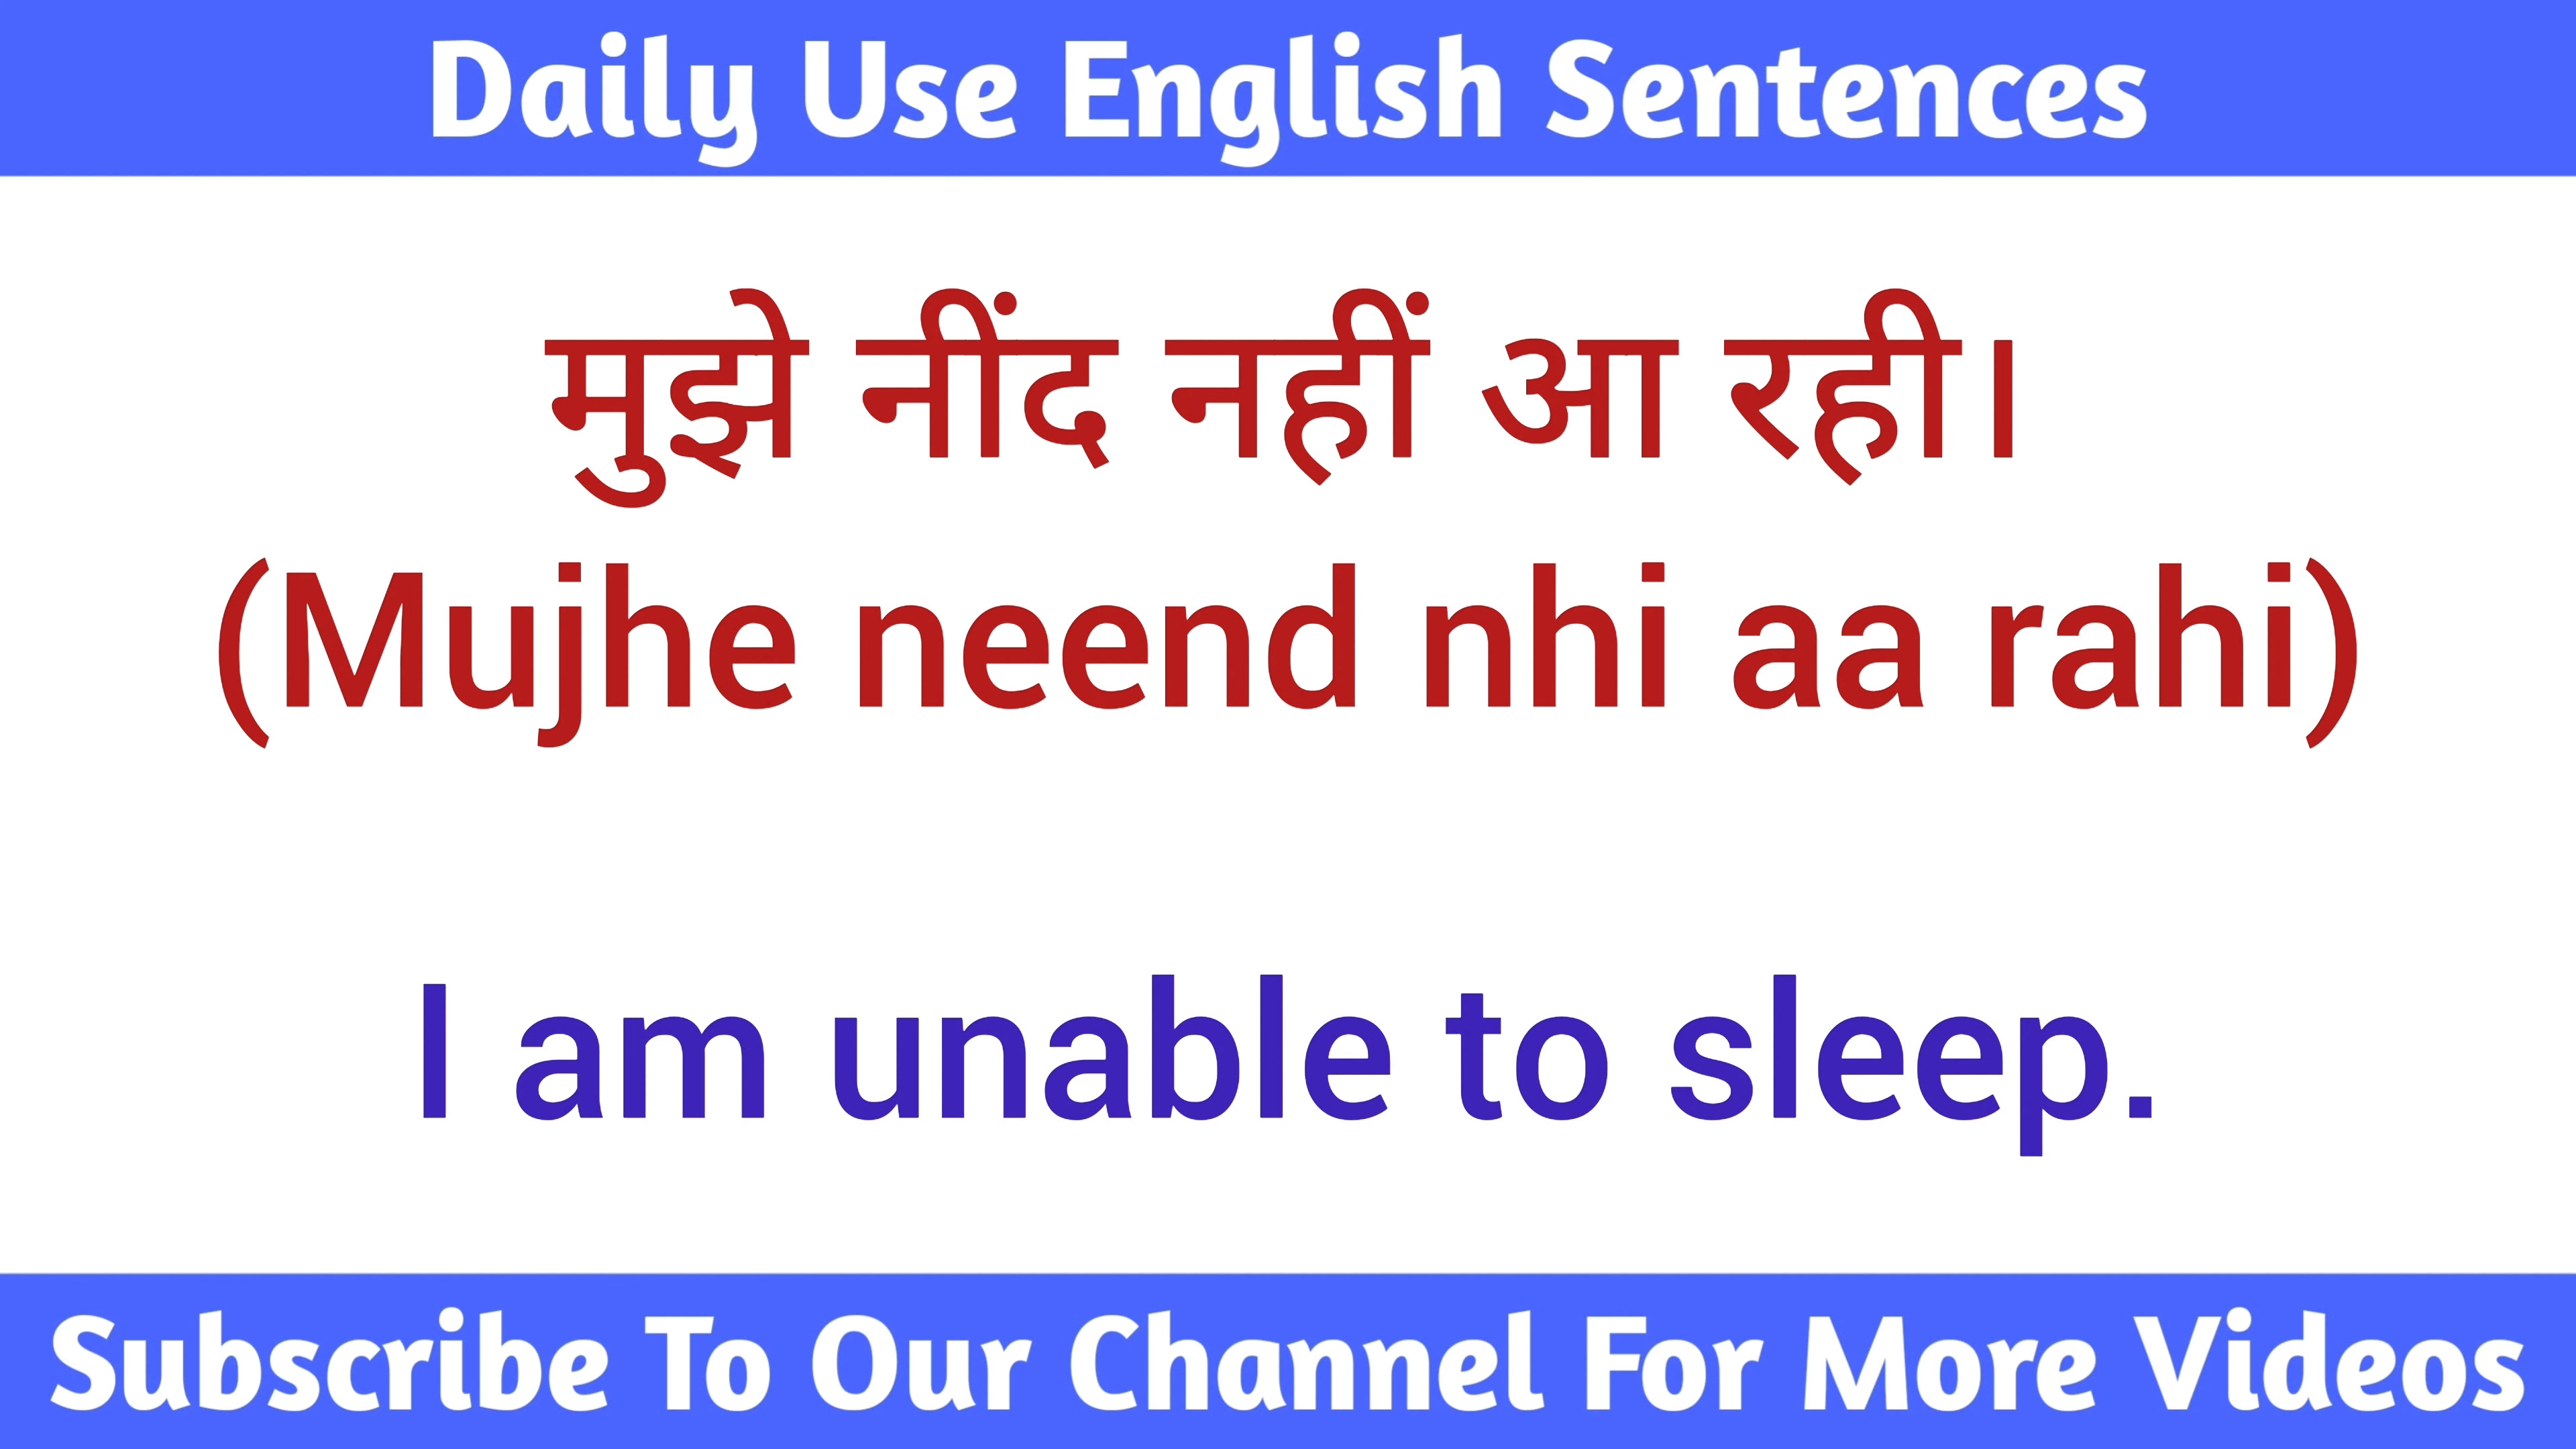 Daily Use English Sentences
मुझे नींद नहीं आ रही।
(Mujhe neend nhi aa rahi)
I am unable to sleep.
Subscribe To Our Channel For More Videos